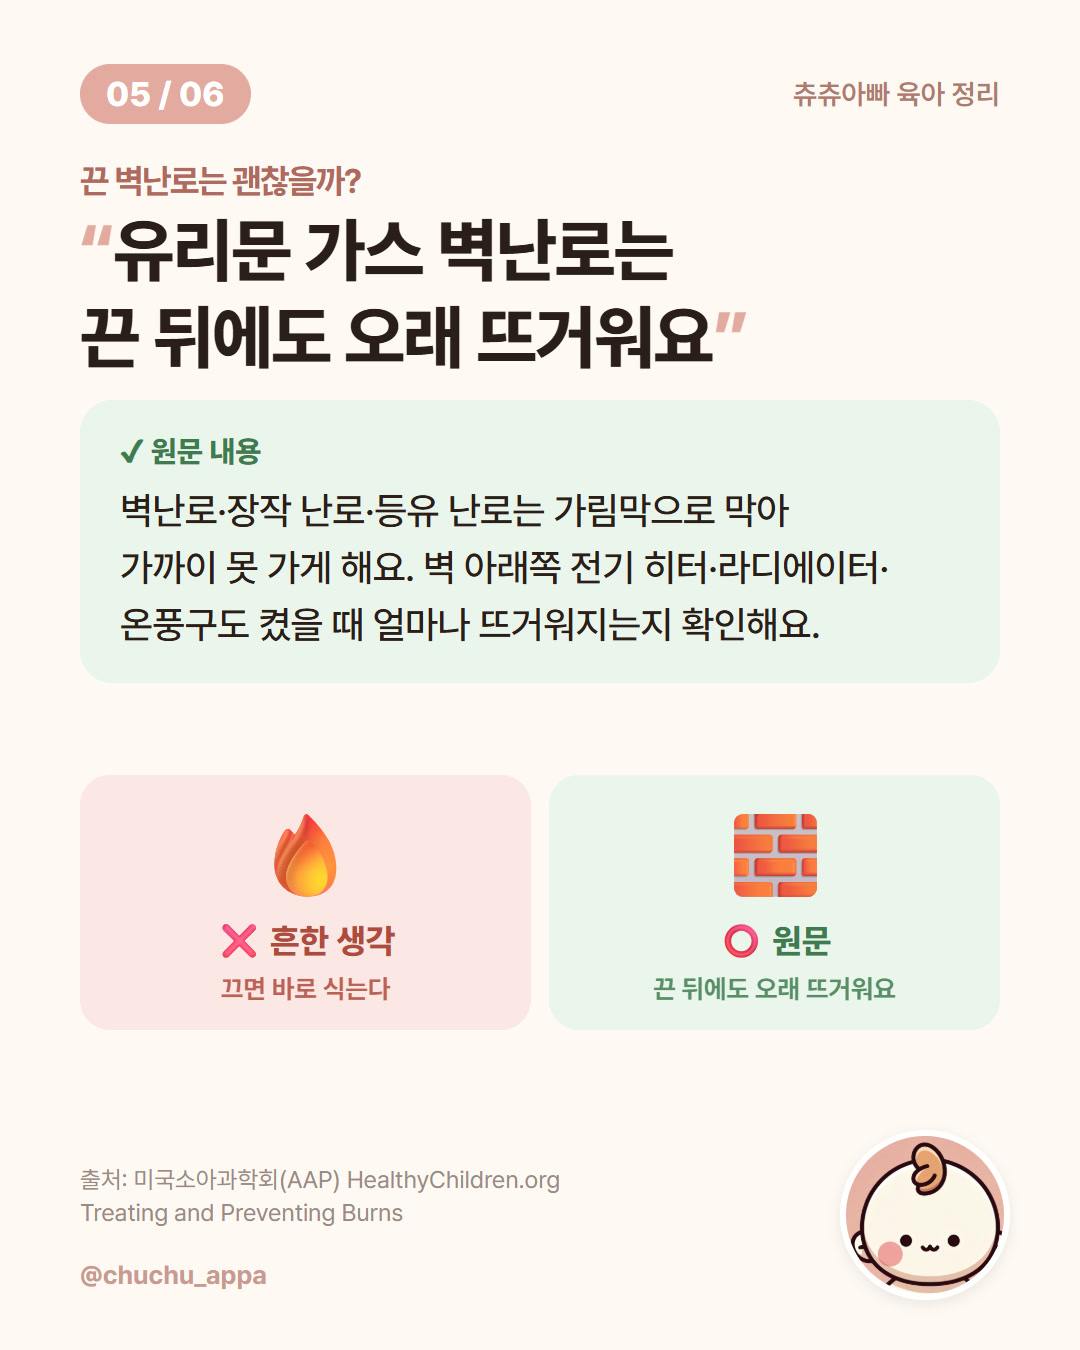 05 / 06
츄츄아빠 육아 정리
끈 벽난로는 괜찮을까?
“유리문 가스 벽난로는
끈 뒤에도 오래 뜨거워요”
✓ 원문 내용
벽난로·장작 난로·등유 난로는 가림막으로 막아
가까이 못 가게 해요. 벽 아래쪽 전기 히터·라디에이터·
온풍구도 켰을 때 얼마나 뜨거워지는지 확인해요.
❌ 흔한 생각
끄면 바로 식는다
⭕ 원문
끈 뒤에도 오래 뜨거워요
출처: 미국소아과학회(AAP) HealthyChildren.org
Treating and Preventing Burns
@chuchu_appa